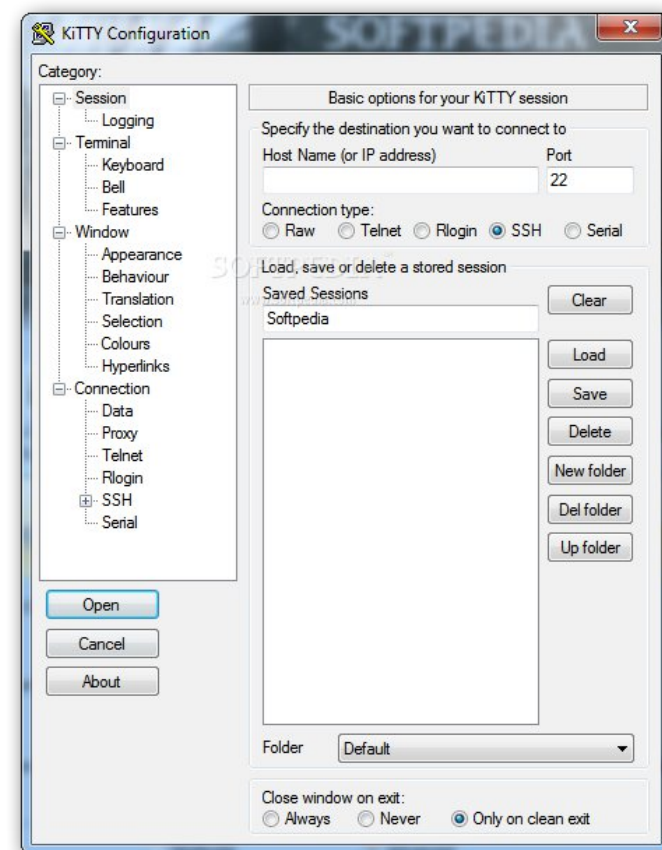 KiTTY Configuration
SOFTPEDIA
x
Category:
Session
Logging
Terminal
Keyboard
Bell
Features
Window
Appearance
Behaviour
Translation
Selection
Colours
Hyperlinks
Connection
Data
Proxy
Telnet
Rlogin
SSH
Serial
Open
Cancel
About
Basic options for your KiTTY session
Specify the destination you want to connect to
Host Name (or IP address) Port
22
Connection type:
Raw Telnet Rlogin SSH Serial
SOFTPEDIA
Load, save or delete a stored session
Saved Sessions
www.softpedia.com
Softpedia
Clear
Load
Save
Delete
New folder
Del folder
Up folder
Folder Default
Close window on exit:
Always Never Only on clean exit